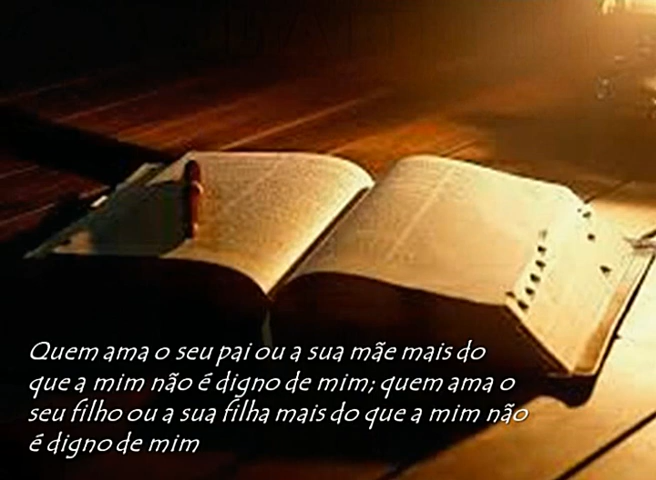 Quem ama o seu pai ou a sua mãe mais do
que a mim não é digno de mim; quem ama o
seu filho ou a sua filha mais do que a mim não
é digno de mim